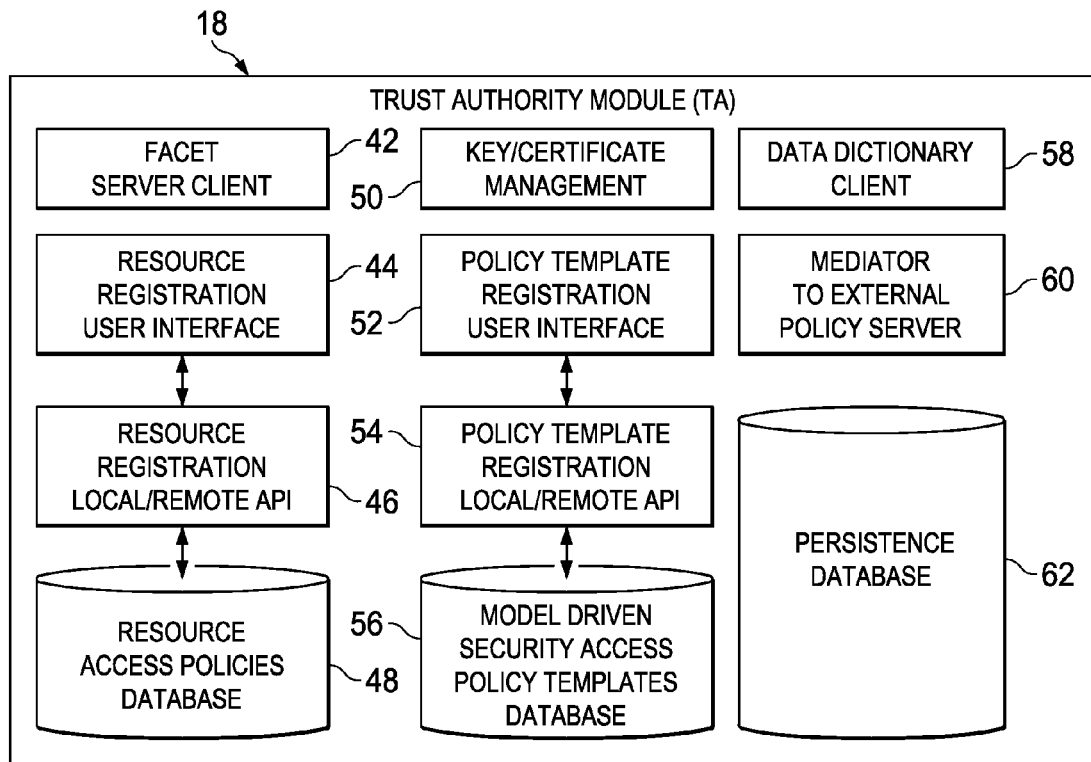 18
TRUST AUTHORITY MODULE (TA)
FACET
SERVER CLIENT
42
KEY/CERTIFICATE
MANAGEMENT
50
DATA DICTIONARY
CLIENT
58
RESOURCE
REGISTRATION
USER INTERFACE
44
POLICY TEMPLATE
REGISTRATION
USER INTERFACE
52
MEDIATOR
TO EXTERNAL
POLICY SERVER
60
RESOURCE
REGISTRATION
LOCAL/REMOTE API
46
POLICY TEMPLATE
REGISTRATION
LOCAL/REMOTE API
54
PERSISTENCE
DATABASE
62
RESOURCE
ACCESS POLICIES
DATABASE
48
MODEL DRIVEN
SECURITY ACCESS
POLICY TEMPLATES
DATABASE
56